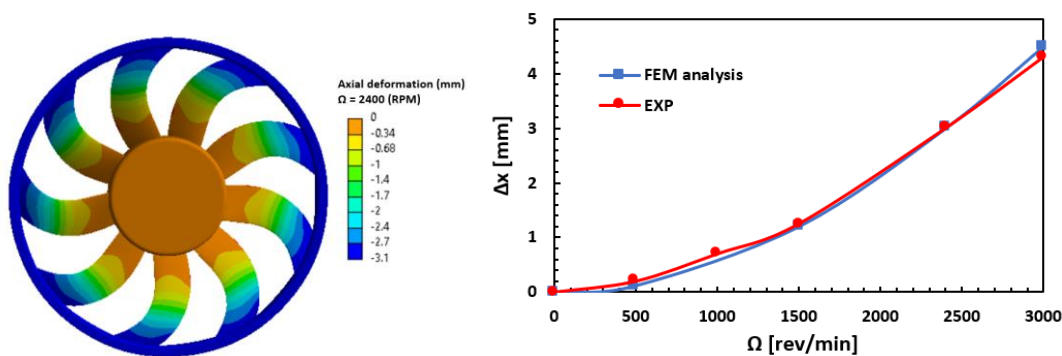 Axial deformation (mm)
Ω = 2400 (RPM)
0
-0.34
-0.68
-1
-1.4
-1.7
-2
-2.4
-2.7
-3.1
5
4
3
2
1
0
Δx [mm]
FEM analysis
EXP
0 500 1000 1500 2000 2500 3000
Ω [rev/min]